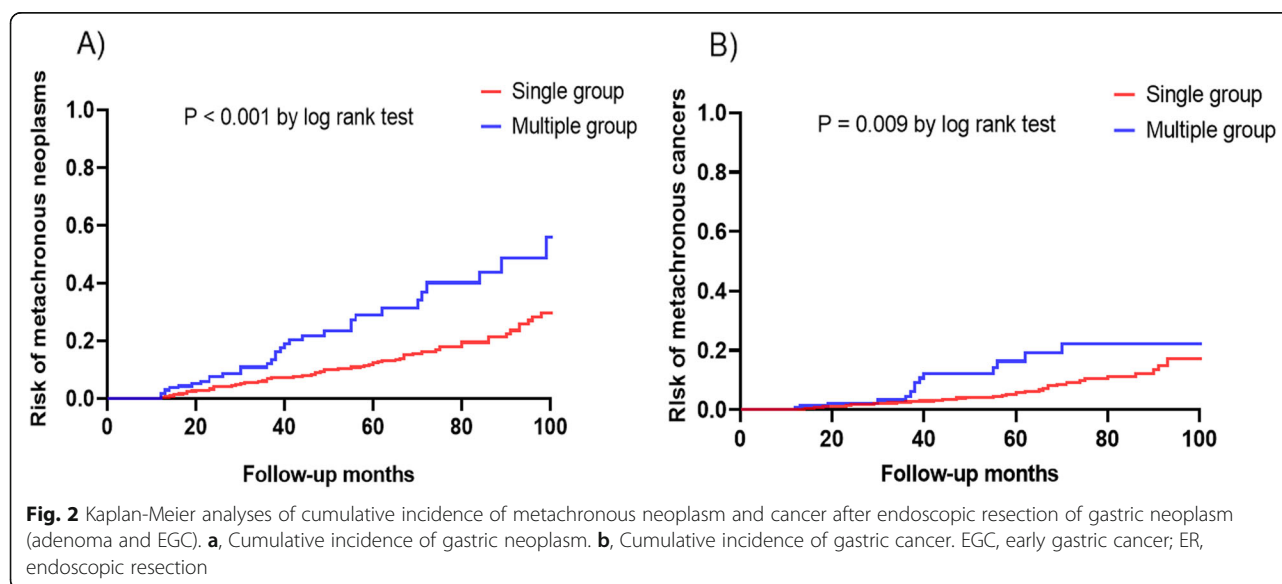 A)
Risk of metachronous neoplasms
P < 0.001 by log rank test
Single group
Multiple group
1.0
0.8
0.6
0.4
0.2
0.0
0 20 40 60 80 100
Follow-up months
B)
RIsk of metachronous cancers
P = 0.009 by log rank test
Single group
Multiple group
1.0
0.8
0.6
0.4
0.2
0.0
0 20 40 60 80 100
Follow-up months
Fig. 2 Kaplan-Meier analyses of cumulative incidence of metachronous neoplasm and cancer after endoscopic resection of gastric neoplasm
(adenoma and EGC). a, Cumulative incidence of gastric neoplasm. b, Cumulative incidence of gastric cancer. EGC, early gastric cancer; ER,
endoscopic resection